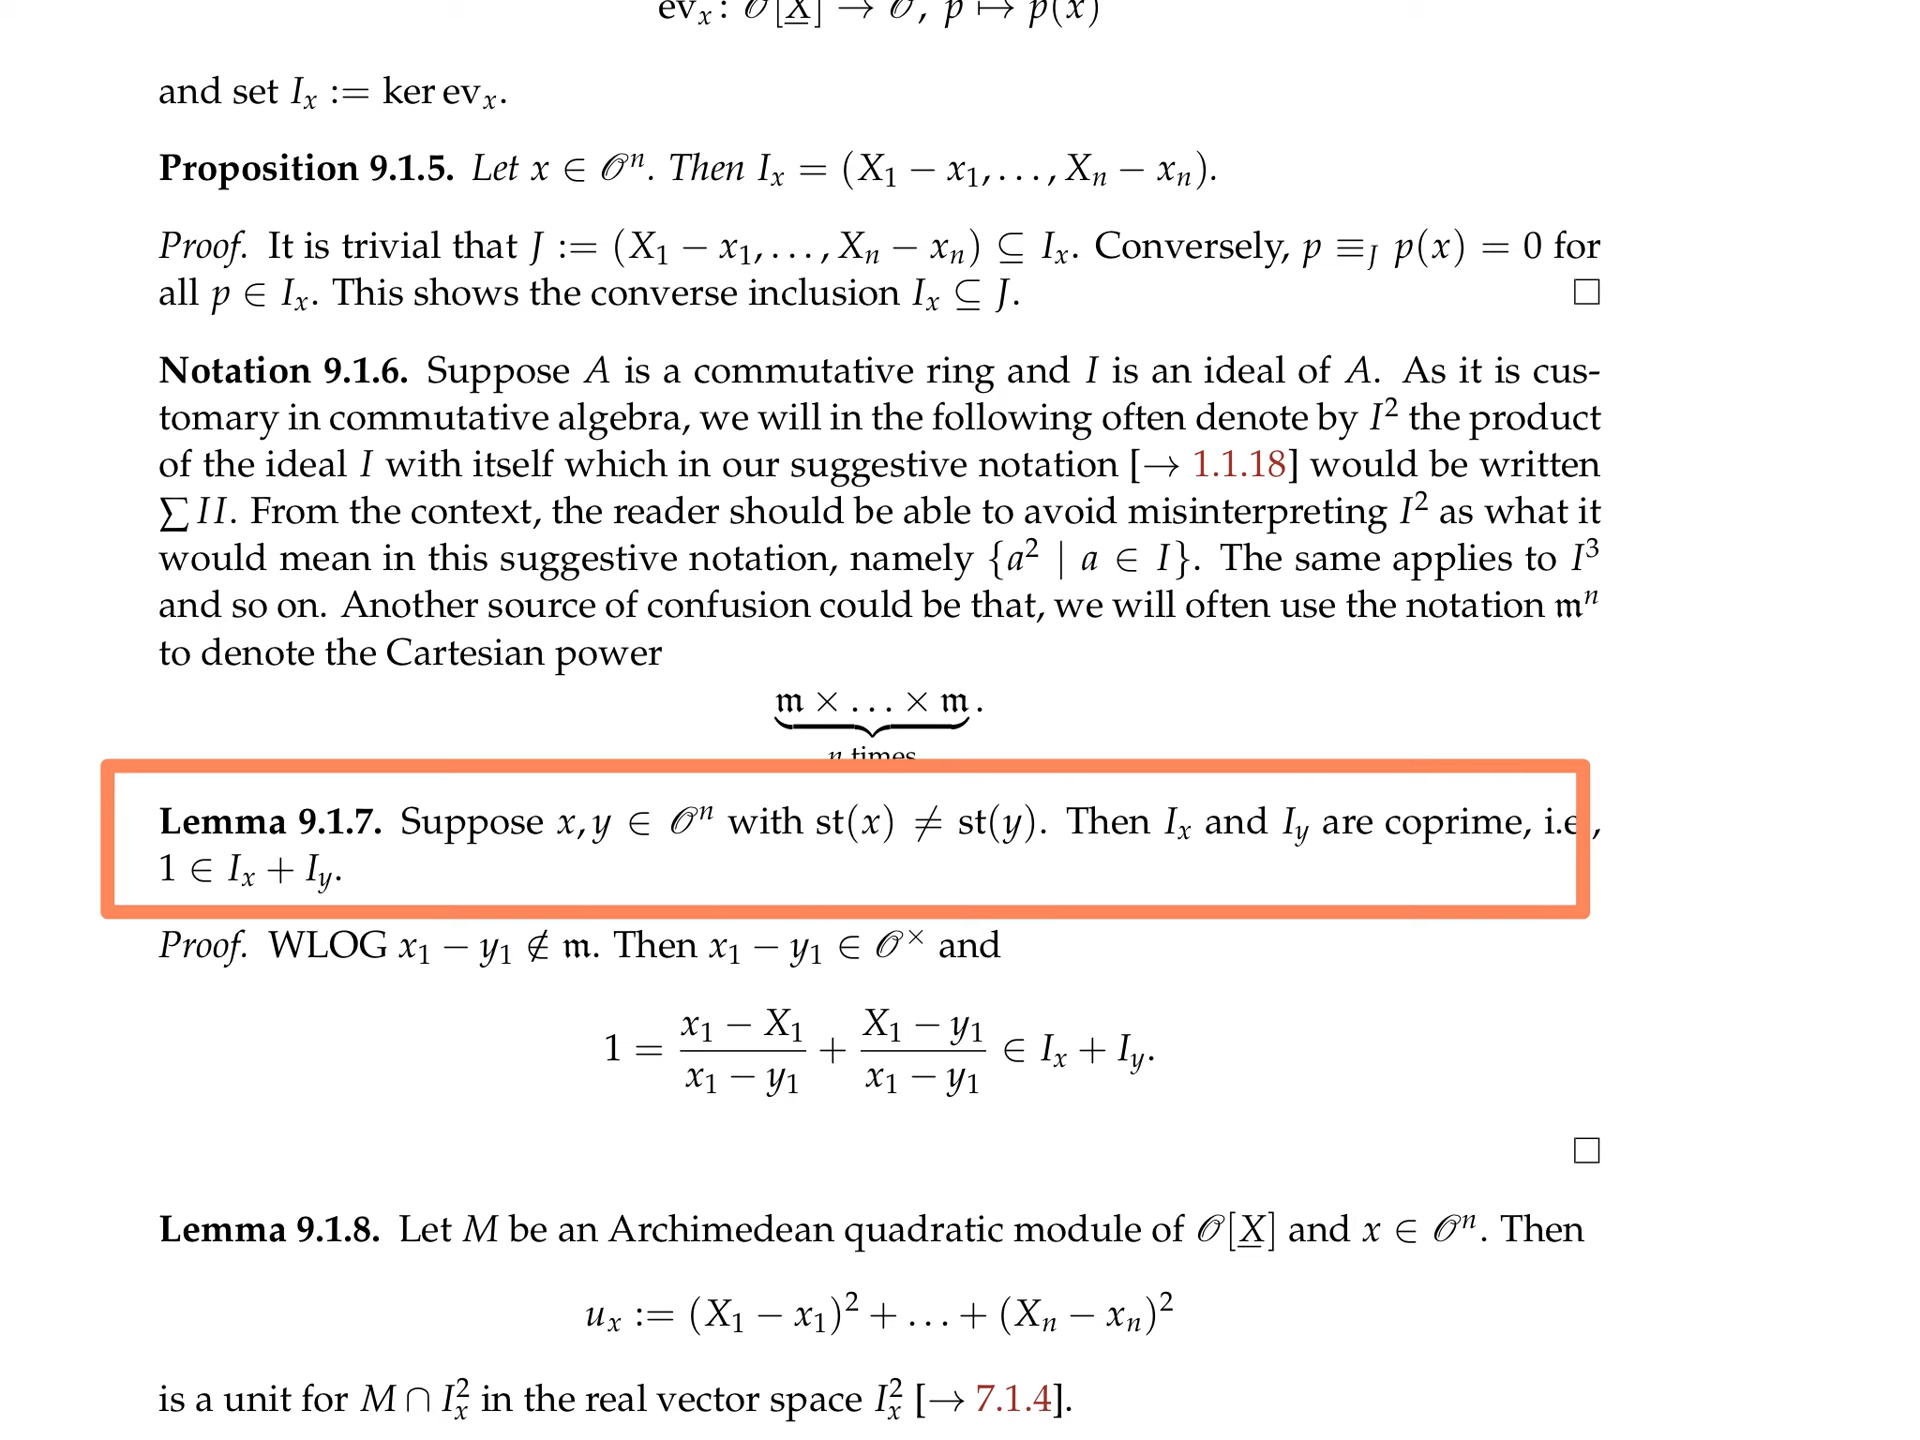 ev_x : 𝒪[X] → 𝒪, p ↦ p(x)
and set I_x := ker ev_x.
Proposition 9.1.5. Let x ∈ 𝒪^n. Then I_x = (X_1 − x_1, . . . , X_n − x_n).
Proof. It is trivial that J := (X_1 − x_1, . . . , X_n − x_n) ⊆ I_x. Conversely, p ≡_J p(x) = 0 for
all p ∈ I_x. This shows the converse inclusion I_x ⊆ J. □
Notation 9.1.6. Suppose A is a commutative ring and I is an ideal of A. As it is cus-
tomary in commutative algebra, we will in the following often denote by I^2 the product
of the ideal I with itself which in our suggestive notation [→ 1.1.18] would be written
∑ II. From the context, the reader should be able to avoid misinterpreting I^2 as what it
would mean in this suggestive notation, namely {a^2 | a ∈ I}. The same applies to I^3
and so on. Another source of confusion could be that, we will often use the notation 𝔪^n
to denote the Cartesian power
𝔪 × . . . × 𝔪.
n times
Lemma 9.1.7. Suppose x, y ∈ 𝒪^n with st(x) ≠ st(y). Then I_x and I_y are coprime, i.e.,
1 ∈ I_x + I_y.
Proof. WLOG x_1 − y_1 ∉ 𝔪. Then x_1 − y_1 ∈ 𝒪^× and
1 = (x_1 − X_1)/(x_1 − y_1) + (X_1 − y_1)/(x_1 − y_1) ∈ I_x + I_y.
□
Lemma 9.1.8. Let M be an Archimedean quadratic module of 𝒪[X] and x ∈ 𝒪^n. Then
u_x := (X_1 − x_1)^2 + . . . + (X_n − x_n)^2
is a unit for M ∩ I_x^2 in the real vector space I_x^2 [→ 7.1.4].